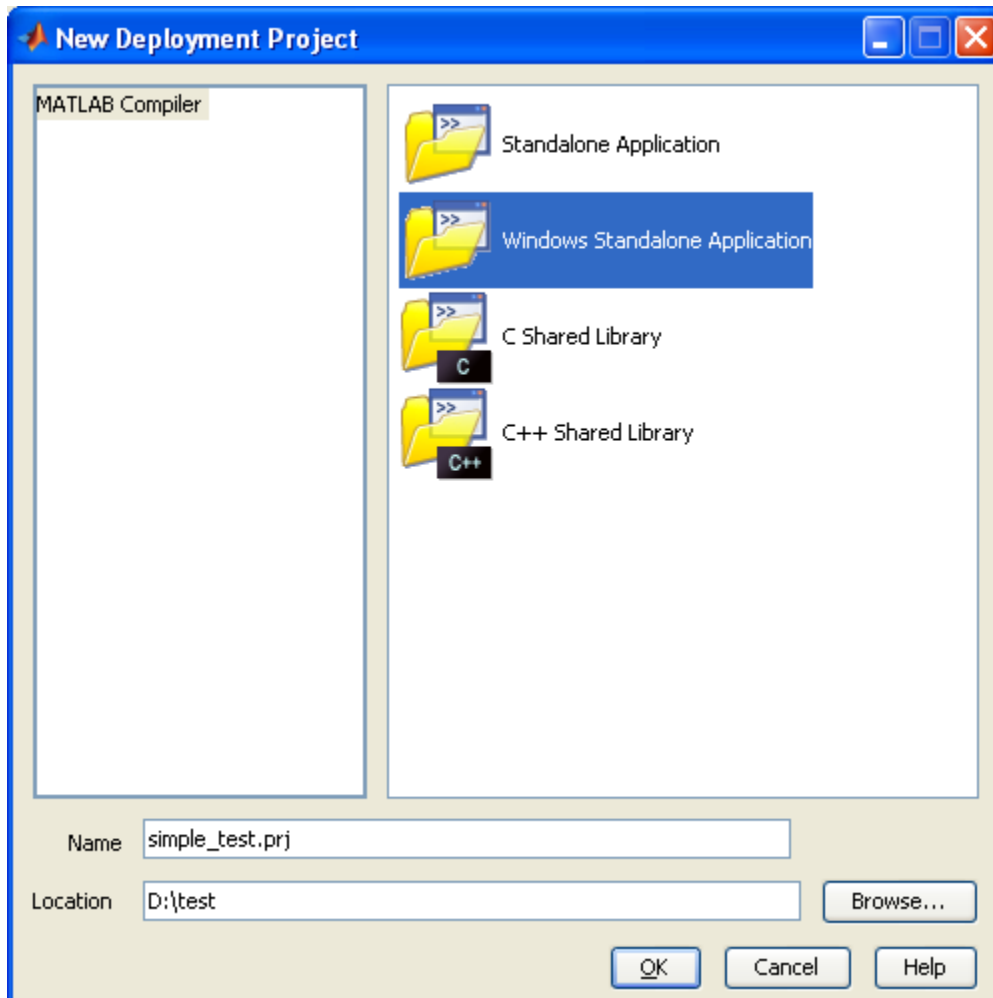 New Deployment Project
MATLAB Compiler
>>
Standalone Application
>>
Windows Standalone Application
>>
C
C Shared Library
>>
C++
C++ Shared Library
Name
simple_test.prj
Location
D:\test
Browse...
OK
Cancel
Help